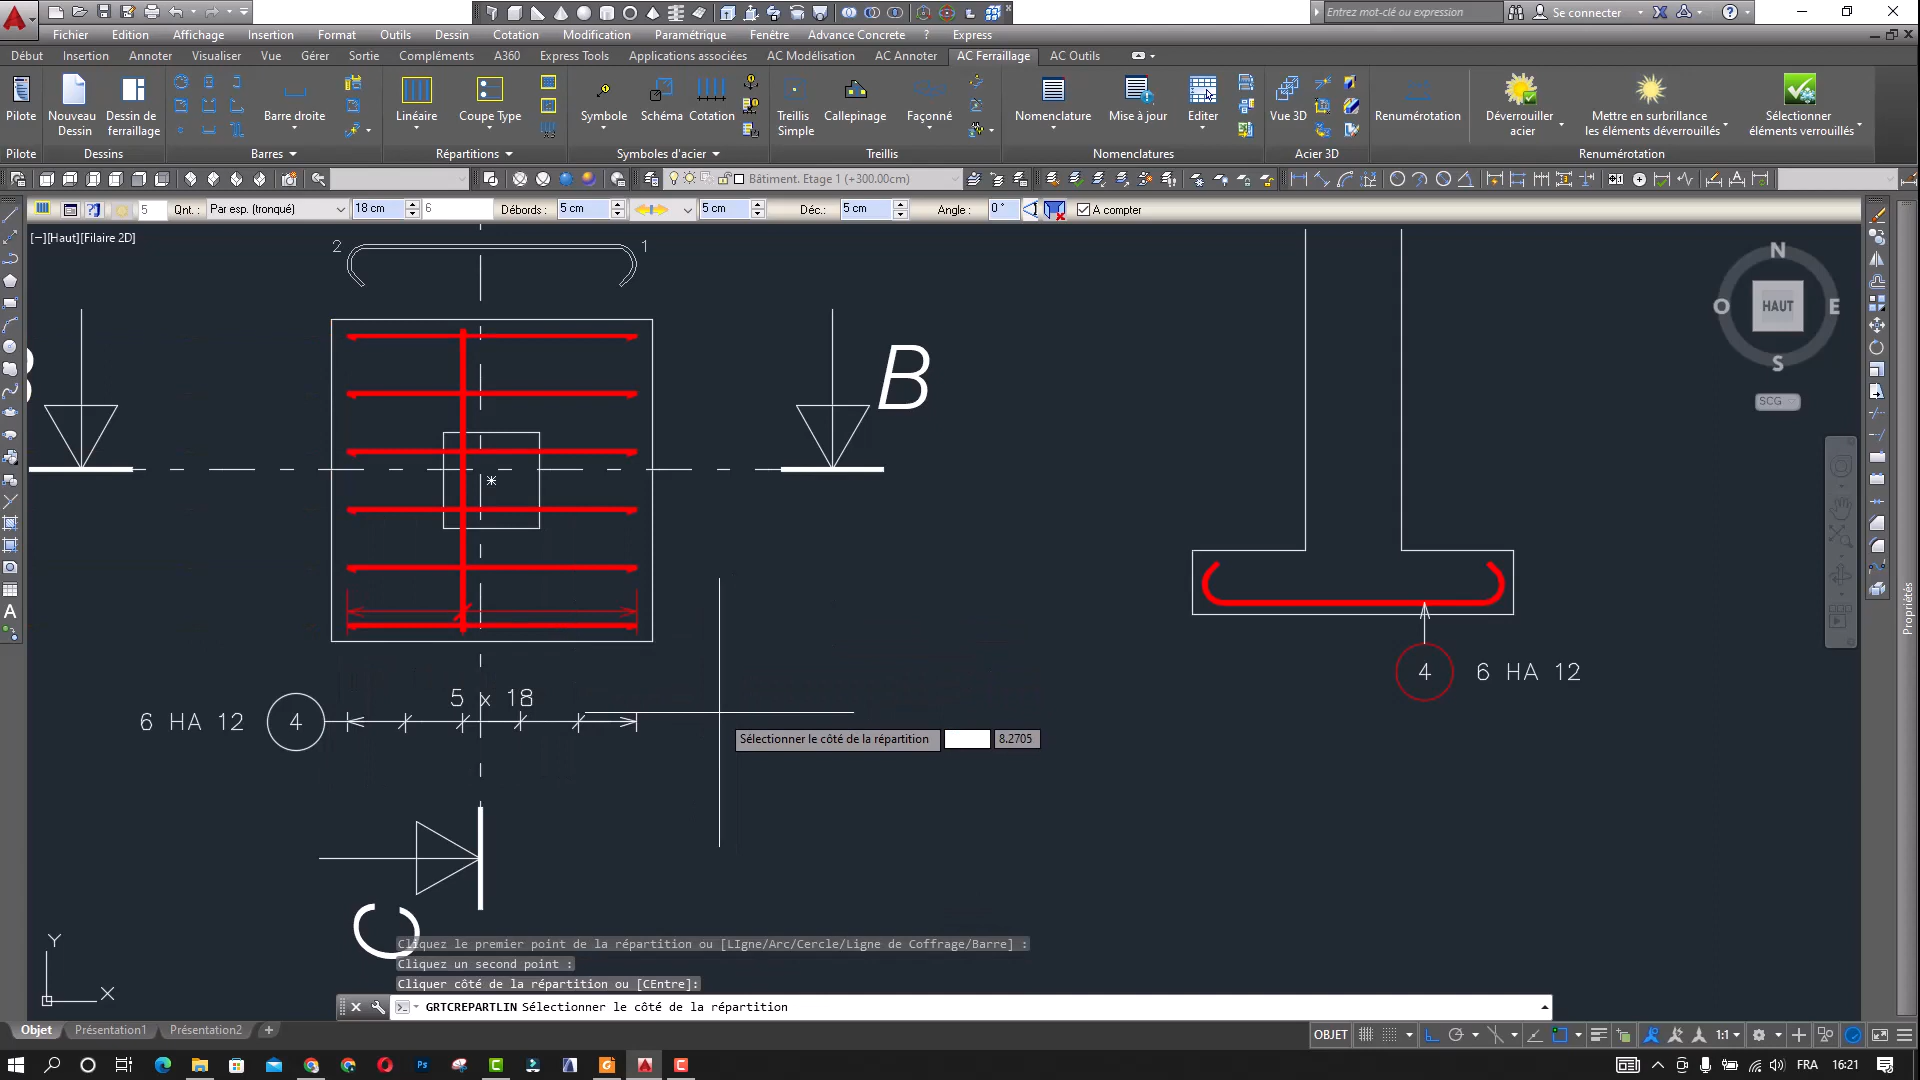 Entrez mot-clé ou expression
Se connecter
Fichier Edition Affichage Insertion Format Outils Dessin Cotation Modification Paramétrique Fenêtre Advance Concrete ? Express
Début Insertion Annoter Visualiser Vue Gérer Sortie Compléments A360 Express Tools Applications associées AC Modélisation AC Annoter AC Ferraillage AC Outils
Pilote Nouveau Dessin Dessin de ferraillage Barre droite Linéaire Coupe Type Symbole Schéma Cotation Treillis Simple Callepinage Façonné Nomenclature Mise à jour Editer Vue 3D Renumérotation Déverrouiller acier Mettre en surbrillance les éléments déverrouillés Sélectionner éléments verrouillés
Pilote Dessins Barres Répartitions Symboles d'acier Treillis Nomenclatures Acier 3D Renumérotation
Bâtiment. Etage 1 (+300.00cm)
5 Qnt. : Par esp. (tronqué) 18 cm 6 Débords : 5 cm 5 cm Déc.: 5 cm Angle : 0 ° A compter
[−][Haut][Filaire 2D]
2 1
N
O HAUT E
S
SCG
B
Propriétés
5 x 18
6 HA 12 4
4 6 HA 12
Sélectionner le côté de la répartition 8.2705
C
Y
X
Cliquez le premier point de la répartition ou [LIgne/Arc/Cercle/Ligne de Coffrage/Barre] :
Cliquez un second point :
Cliquer côté de la répartition ou [CEntre]:
GRTCREPARTLIN Sélectionner le côté de la répartition
Objet Présentation1 Présentation2 +
OBJET 1:1
FRA 16:21